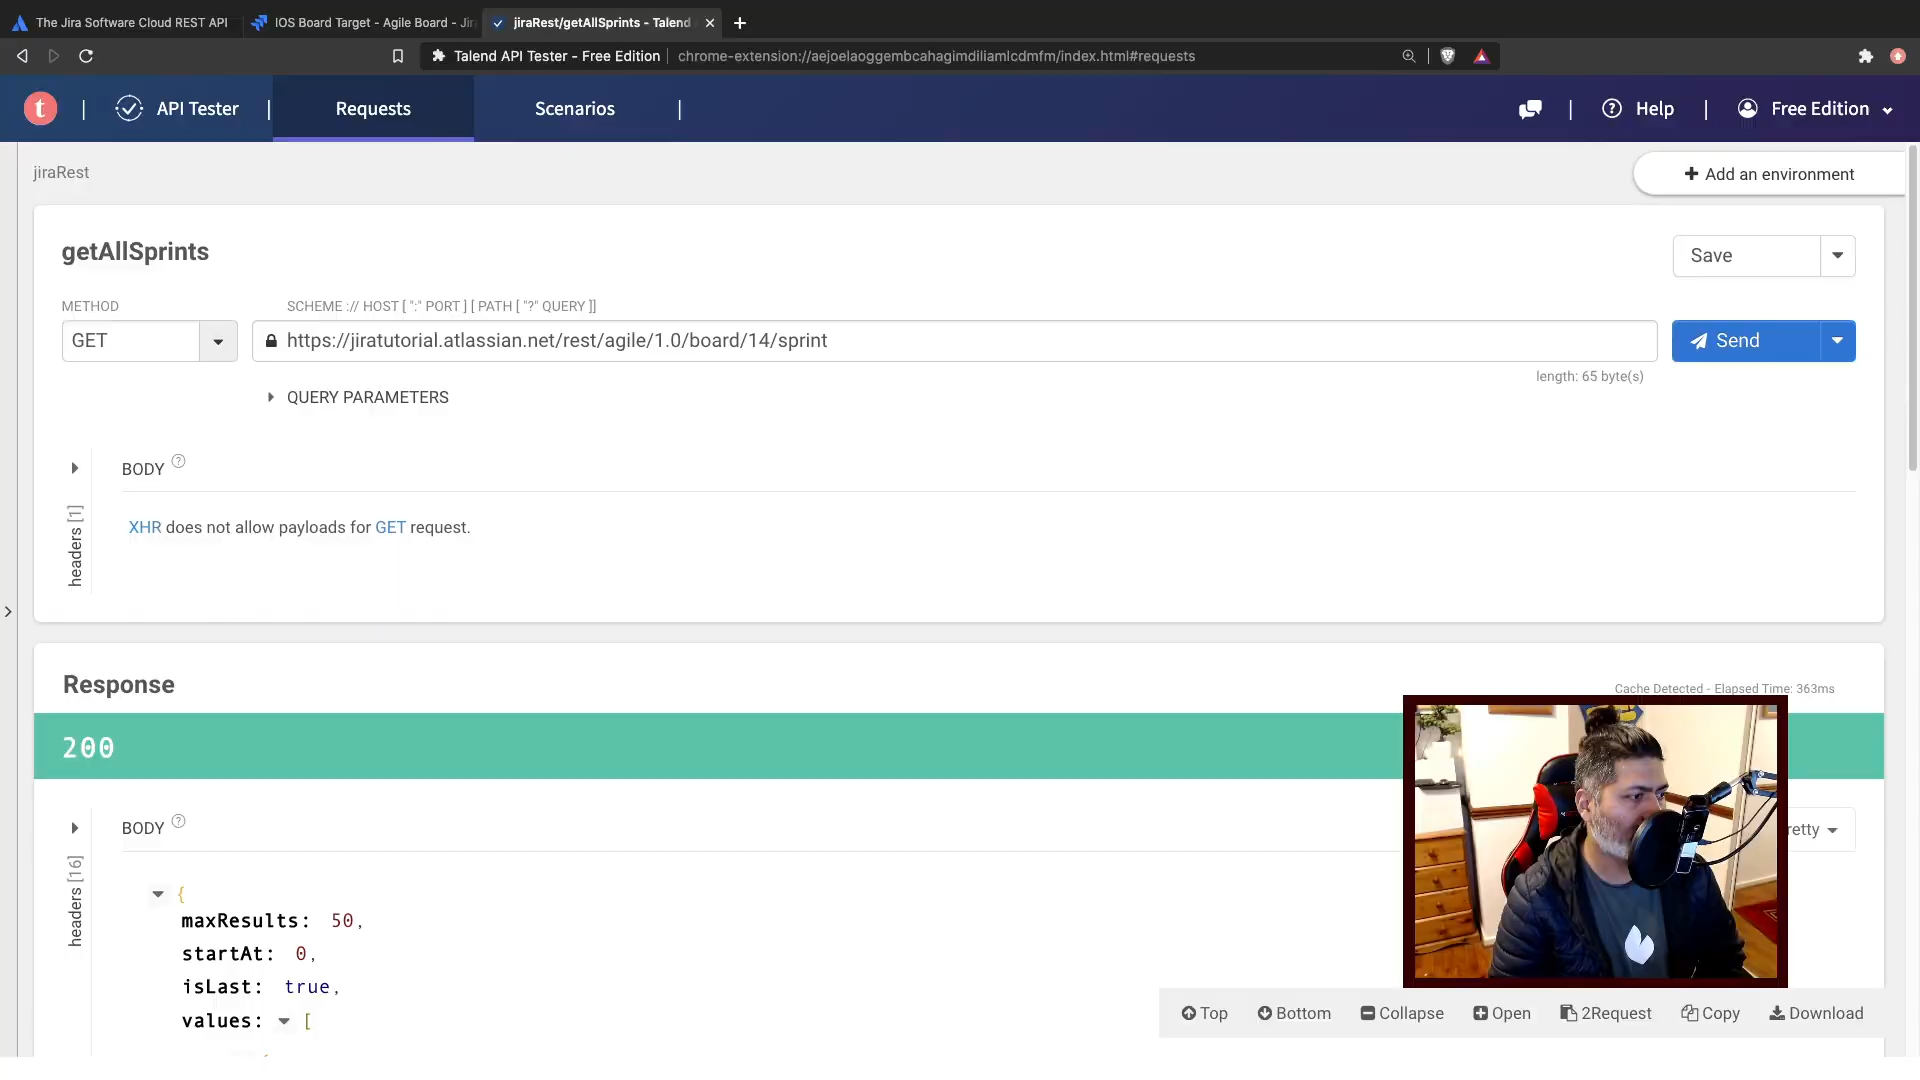 The Jira Software Cloud REST API
IOS Board Target - Agile Board - Jir
jiraRest/getAllSprints - Talend
Talend API Tester - Free Edition
chrome-extension://aejoelaoggembcahagimdiliamlcdmfm/index.html#requests
t | API Tester | Requests Scenarios |
| Help | Free Edition
jiraRest
+ Add an environment
getAllSprints
Save
METHOD
SCHEME :// HOST [ ":" PORT ] [ PATH [ "?" QUERY ]]
GET
https://jiratutorial.atlassian.net/rest/agile/1.0/board/14/sprint
Send
length: 65 byte(s)
QUERY PARAMETERS
BODY ?
headers [1]
XHR does not allow payloads for GET request.
Response
Cache Detected - Elapsed Time: 363ms
200
BODY ?
retty
headers [16]
{
maxResults: 50,
startAt: 0,
isLast: true,
values: [
{
Top Bottom Collapse Open 2Request Copy Download